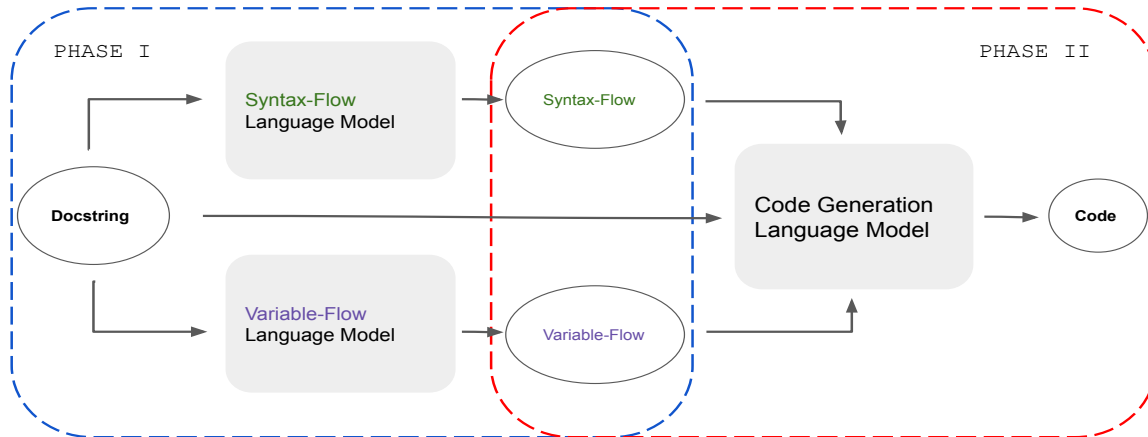 PHASE I
PHASE II
Syntax-Flow
Language Model
Syntax-Flow
Docstring
Code Generation
Language Model
Code
Variable-Flow
Language Model
Variable-Flow